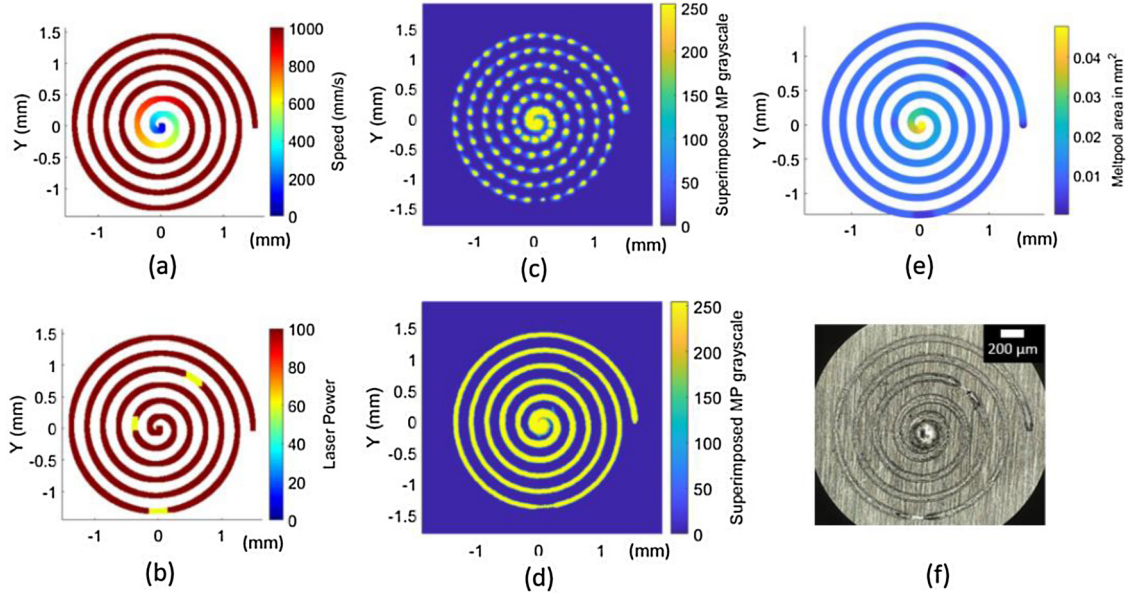 1.5
1
0.5
0
-0.5
-1
Y (mm)
-1 0 1 (mm)
1000
800
600
400
200
0
Speed (mm/s)
(a)
1.5
1
0.5
0
-0.5
-1
-1.5
Y (mm)
-1 0 1 (mm)
250
200
150
100
50
0
Superimposed MP grayscale
(c)
1
0.5
0
-0.5
-1
Y (mm)
-1 0 1 (mm)
0.04
0.03
0.02
0.01
Meltpool area in mm²
(e)
1.5
1
0.5
0
-0.5
-1
Y (mm)
-1 0 1 (mm)
100
80
60
40
20
0
Laser Power
(b)
1.5
1
0.5
0
-0.5
-1
-1.5
Y (mm)
-1 0 1 (mm)
250
200
150
100
50
0
Superimposed MP grayscale
(d)
200 µm
(f)